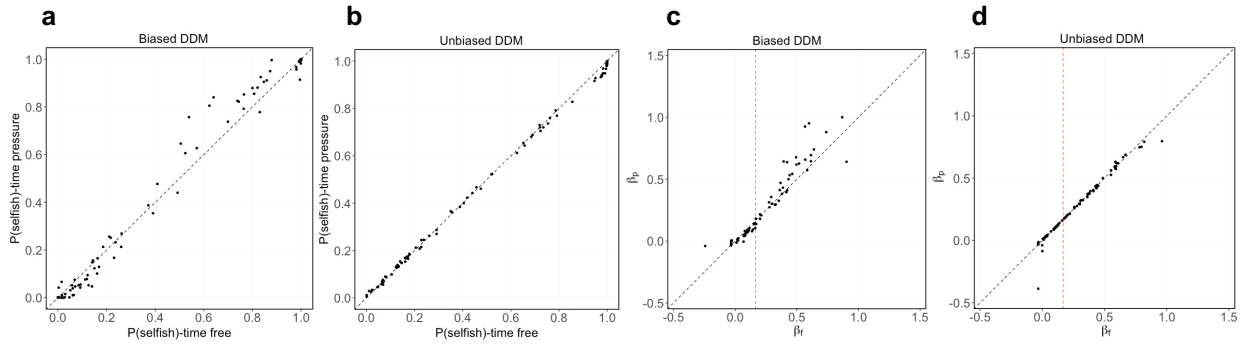 a
Biased DDM
P(selfish)-time pressure
1.0
0.8
0.6
0.4
0.2
0.0
0.0 0.2 0.4 0.6 0.8 1.0
P(selfish)-time free
b
Unbiased DDM
P(selfish)-time pressure
1.0
0.8
0.6
0.4
0.2
0.0
0.0 0.2 0.4 0.6 0.8 1.0
P(selfish)-time free
c
Biased DDM
βp
1.5
1.0
0.5
0.0
-0.5
-0.5 0.0 0.5 1.0 1.5
βf
d
Unbiased DDM
βp
1.5
1.0
0.5
0.0
-0.5
-0.5 0.0 0.5 1.0 1.5
βf